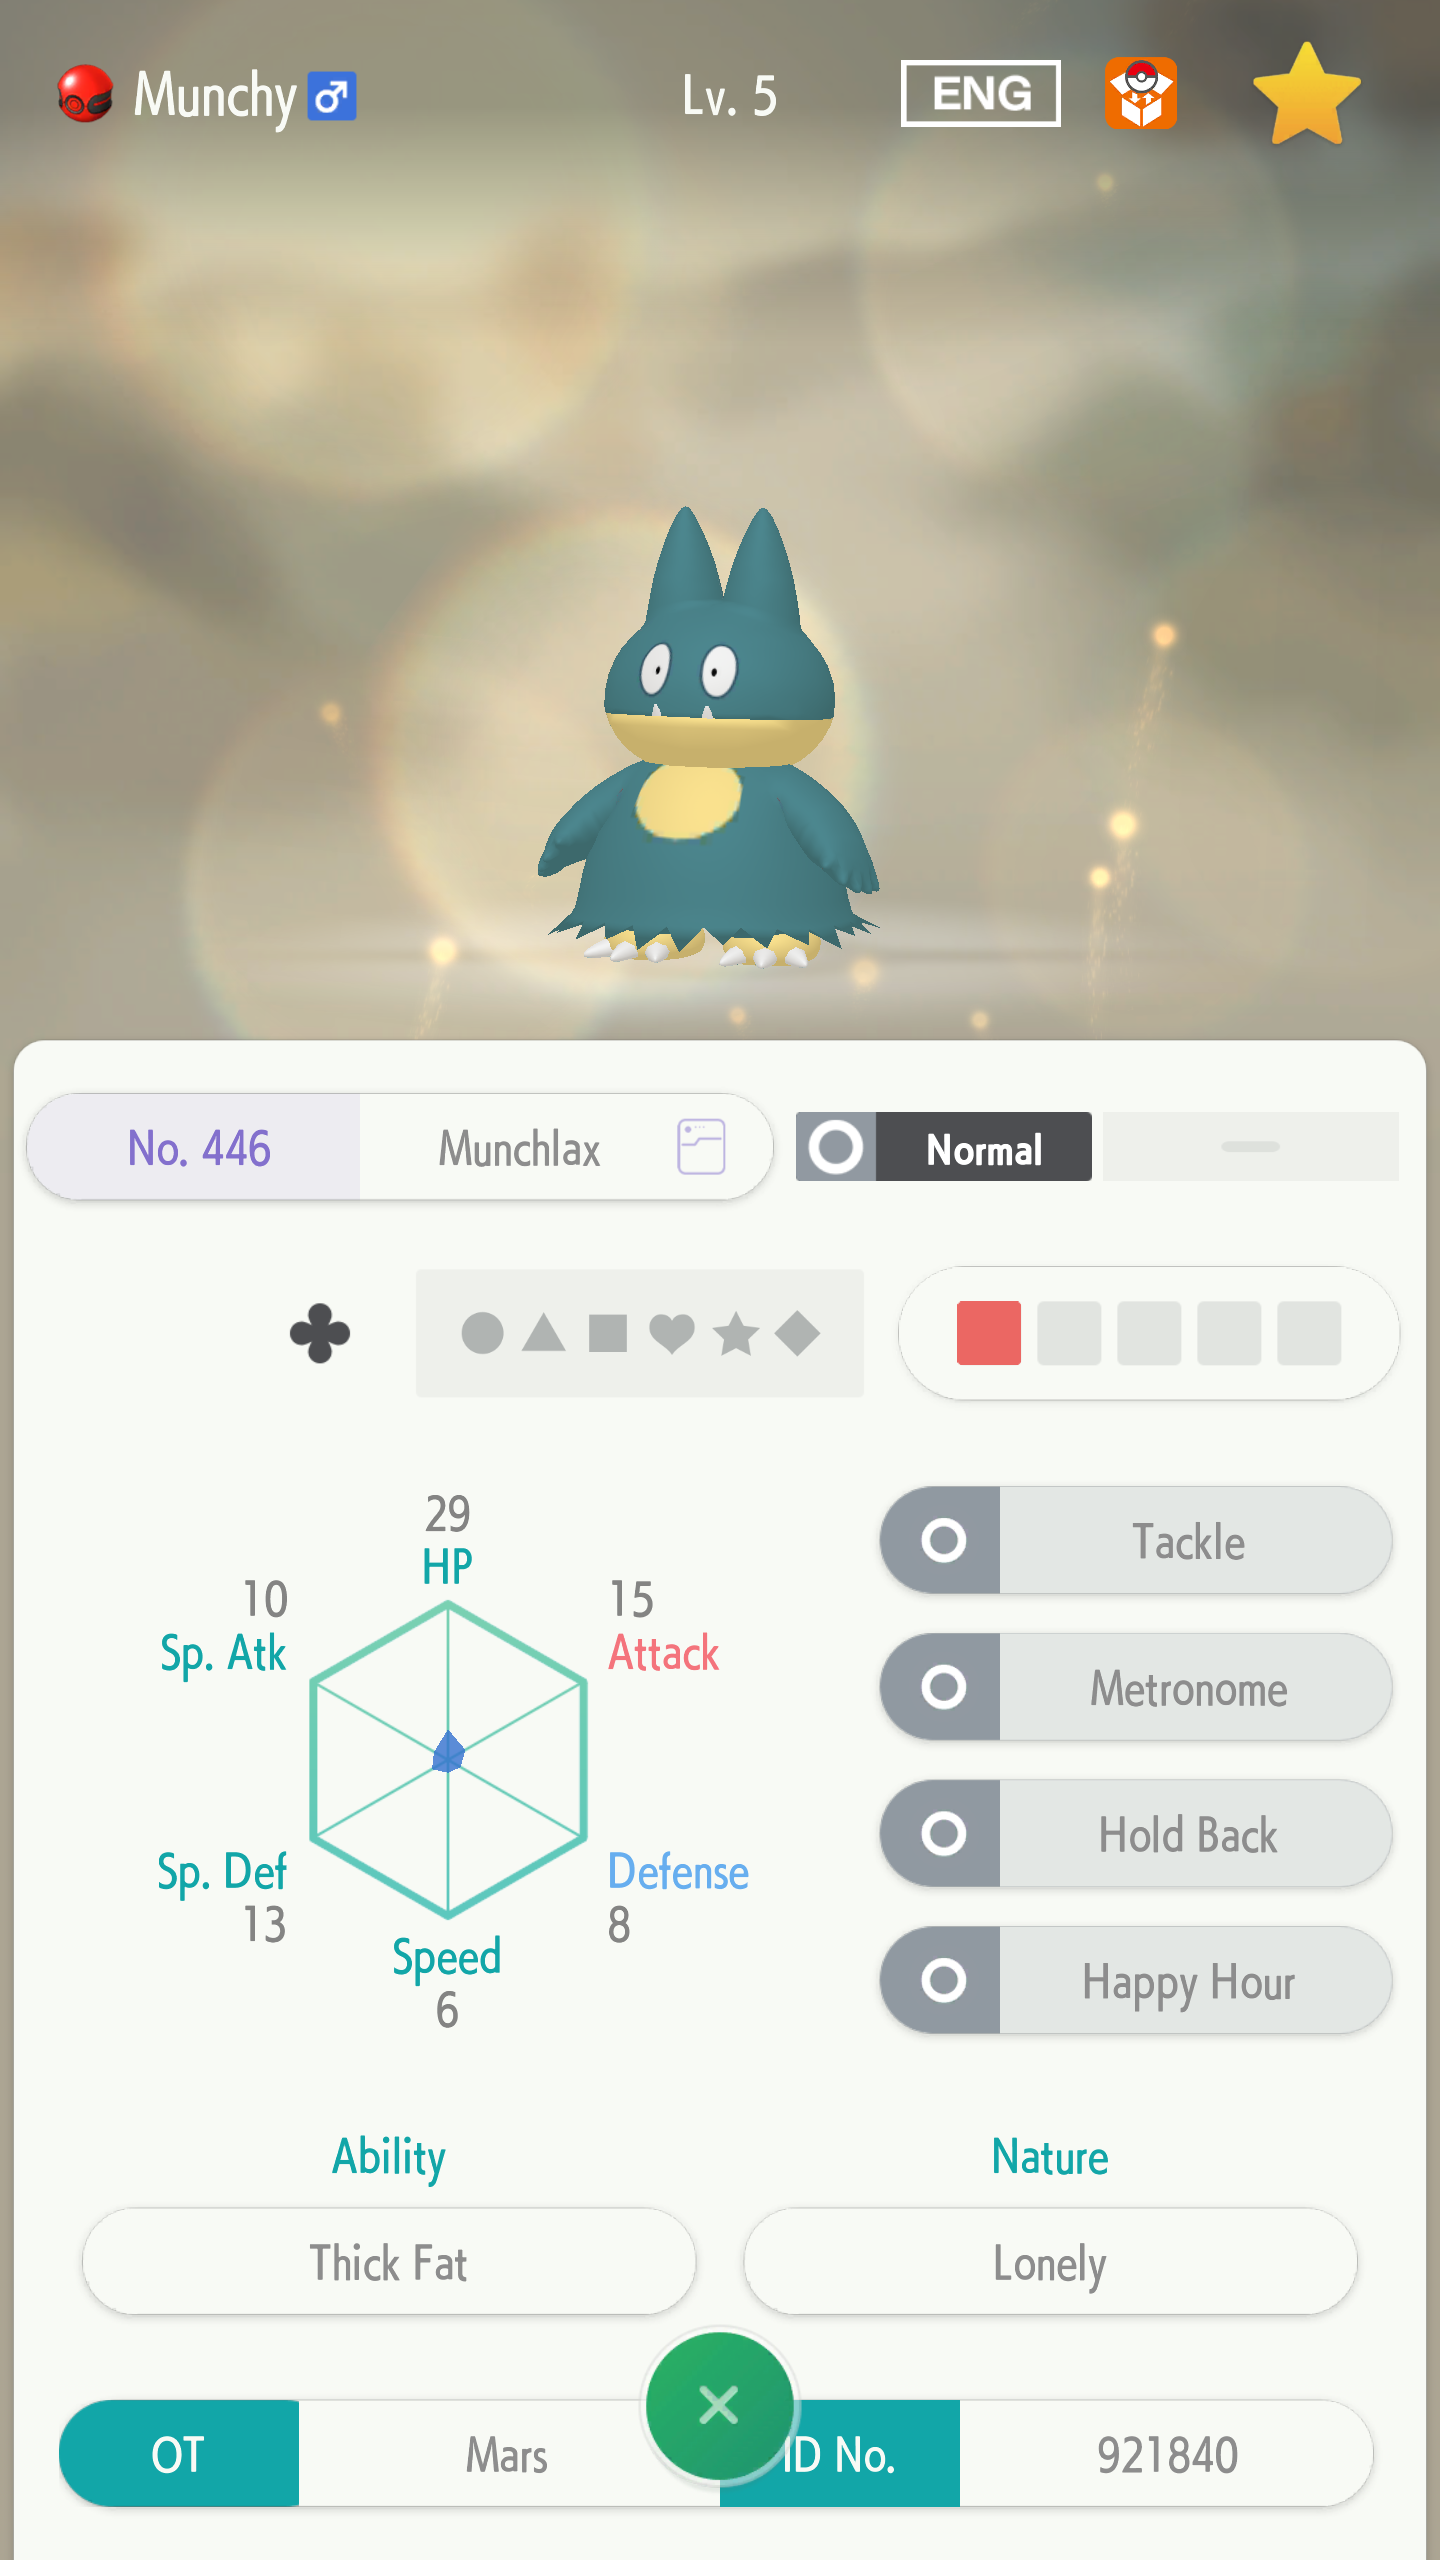 Munchy ♂ Lv. 5 ENG
No. 446 Munchlax Normal
29
HP
10 15
Sp. Atk Attack
Sp. Def Defense
13 8
Speed
6
Tackle
Metronome
Hold Back
Happy Hour
Ability Nature
Thick Fat Lonely
OT Mars ID No. 921840